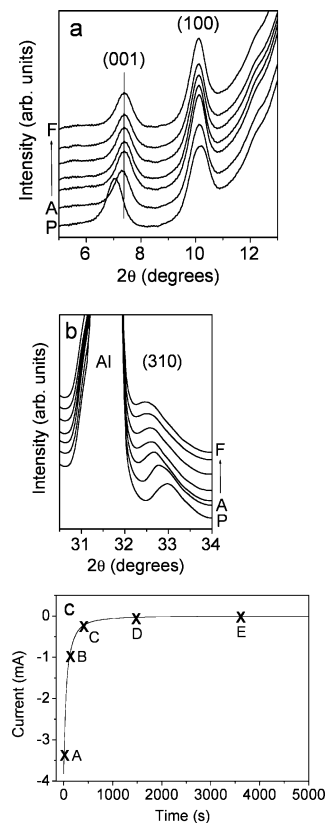 a
(001)
(100)
Intensity (arb. units)
F
A
P
6 8 10 12
2θ (degrees)
b
Al
(310)
Intensity (arb. units)
F
A
P
31 32 33 34
2θ (degrees)
c
0
-1
-2
-3
-4
Current (mA)
A
B
C
D
E
0 1000 2000 3000 4000 5000
Time (s)